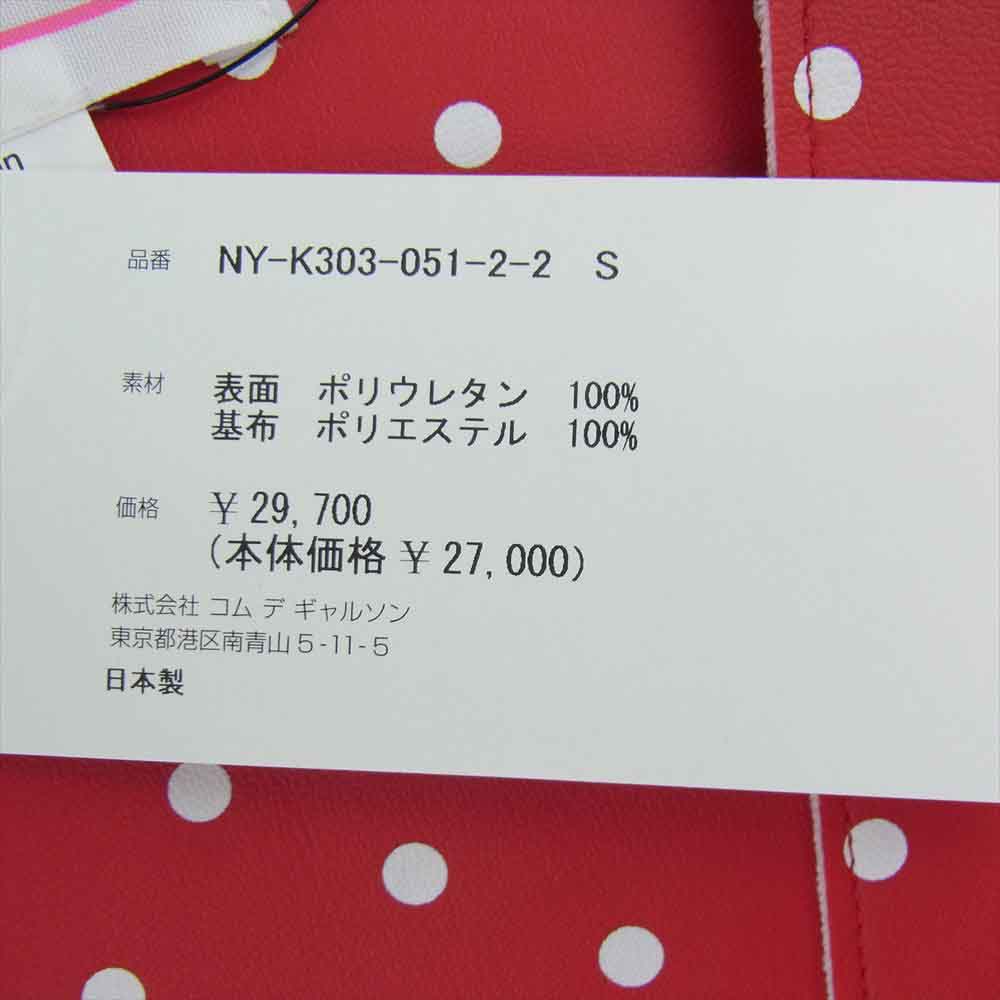 品番 NY-K303-051-2-2 S
素材 表面 ポリウレタン 100%
基布 ポリエステル 100%
価格 ¥29,700
(本体価格 ¥27,000)
株式会社 コム デ ギャルソン
東京都港区南青山5-11-5
日本製